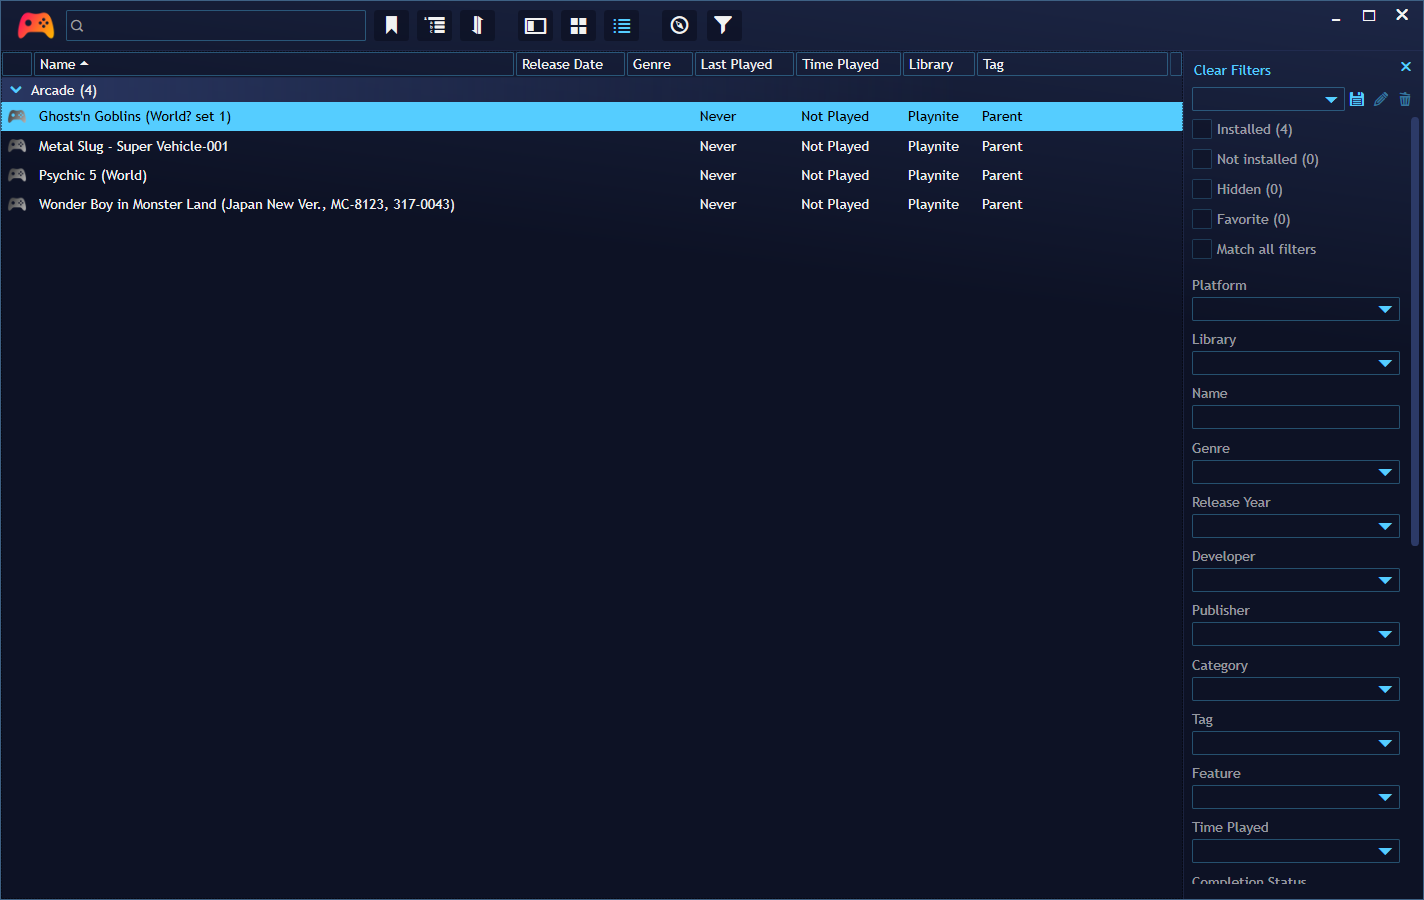 Name Release Date Genre Last Played Time Played Library Tag
Arcade (4)
Ghosts'n Goblins (World? set 1) Never Not Played Playnite Parent
Metal Slug - Super Vehicle-001 Never Not Played Playnite Parent
Psychic 5 (World) Never Not Played Playnite Parent
Wonder Boy in Monster Land (Japan New Ver., MC-8123, 317-0043) Never Not Played Playnite Parent
Clear Filters
Installed (4)
Not installed (0)
Hidden (0)
Favorite (0)
Match all filters
Platform
Library
Name
Genre
Release Year
Developer
Publisher
Category
Tag
Feature
Time Played
Completion Status